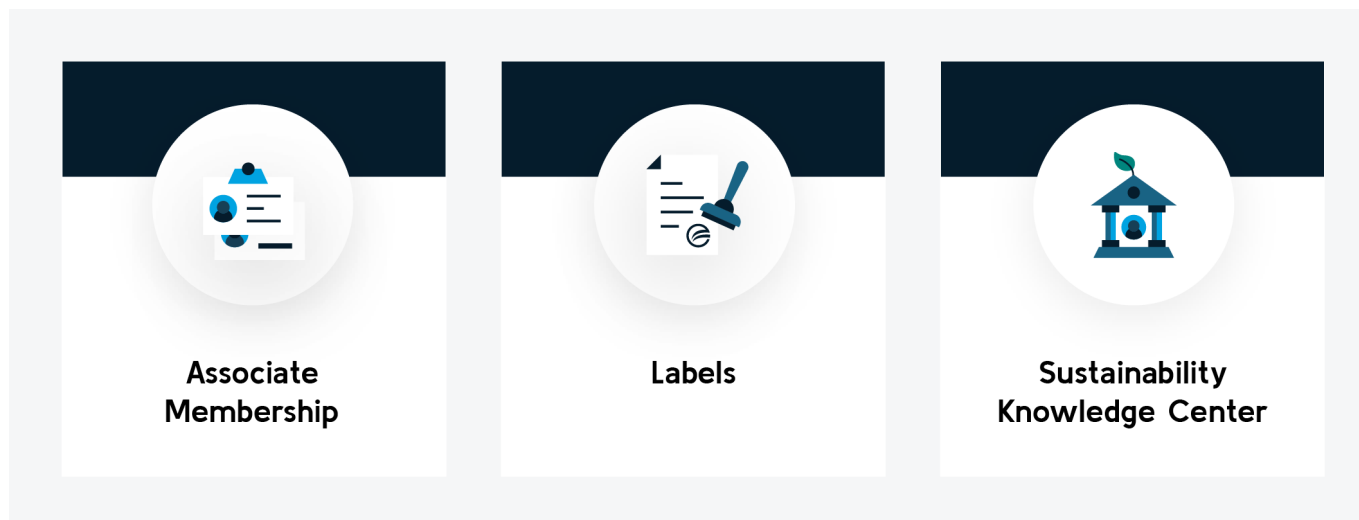 Associate
Membership
Labels
Sustainability
Knowledge Center